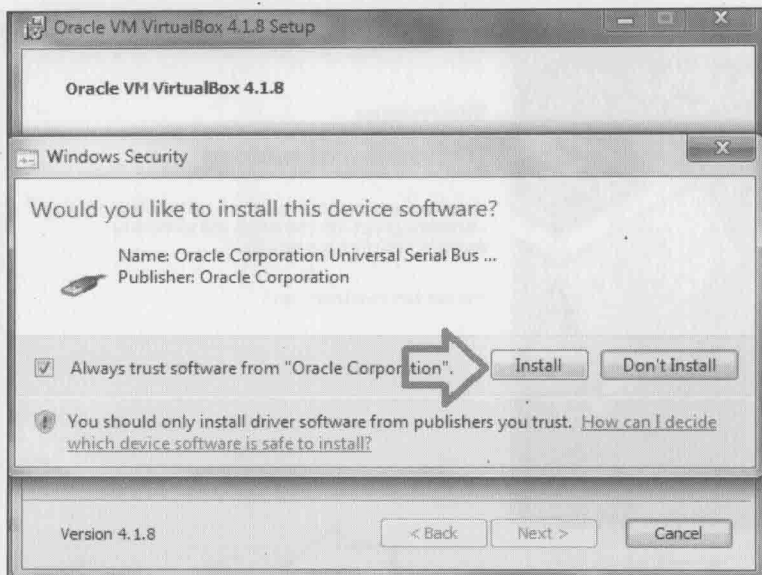 Oracle VM VirtualBox 4.1.8 Setup
Oracle VM VirtualBox 4.1.8
Windows Security
Would you like to install this device software?
Name: Oracle Corporation Universal Serial Bus ...
Publisher: Oracle Corporation
Always trust software from "Oracle Corporation".
Install
Don't Install
You should only install driver software from publishers you trust. How can I decide
which device software is safe to install?
Version 4.1.8
< Back
Next >
Cancel